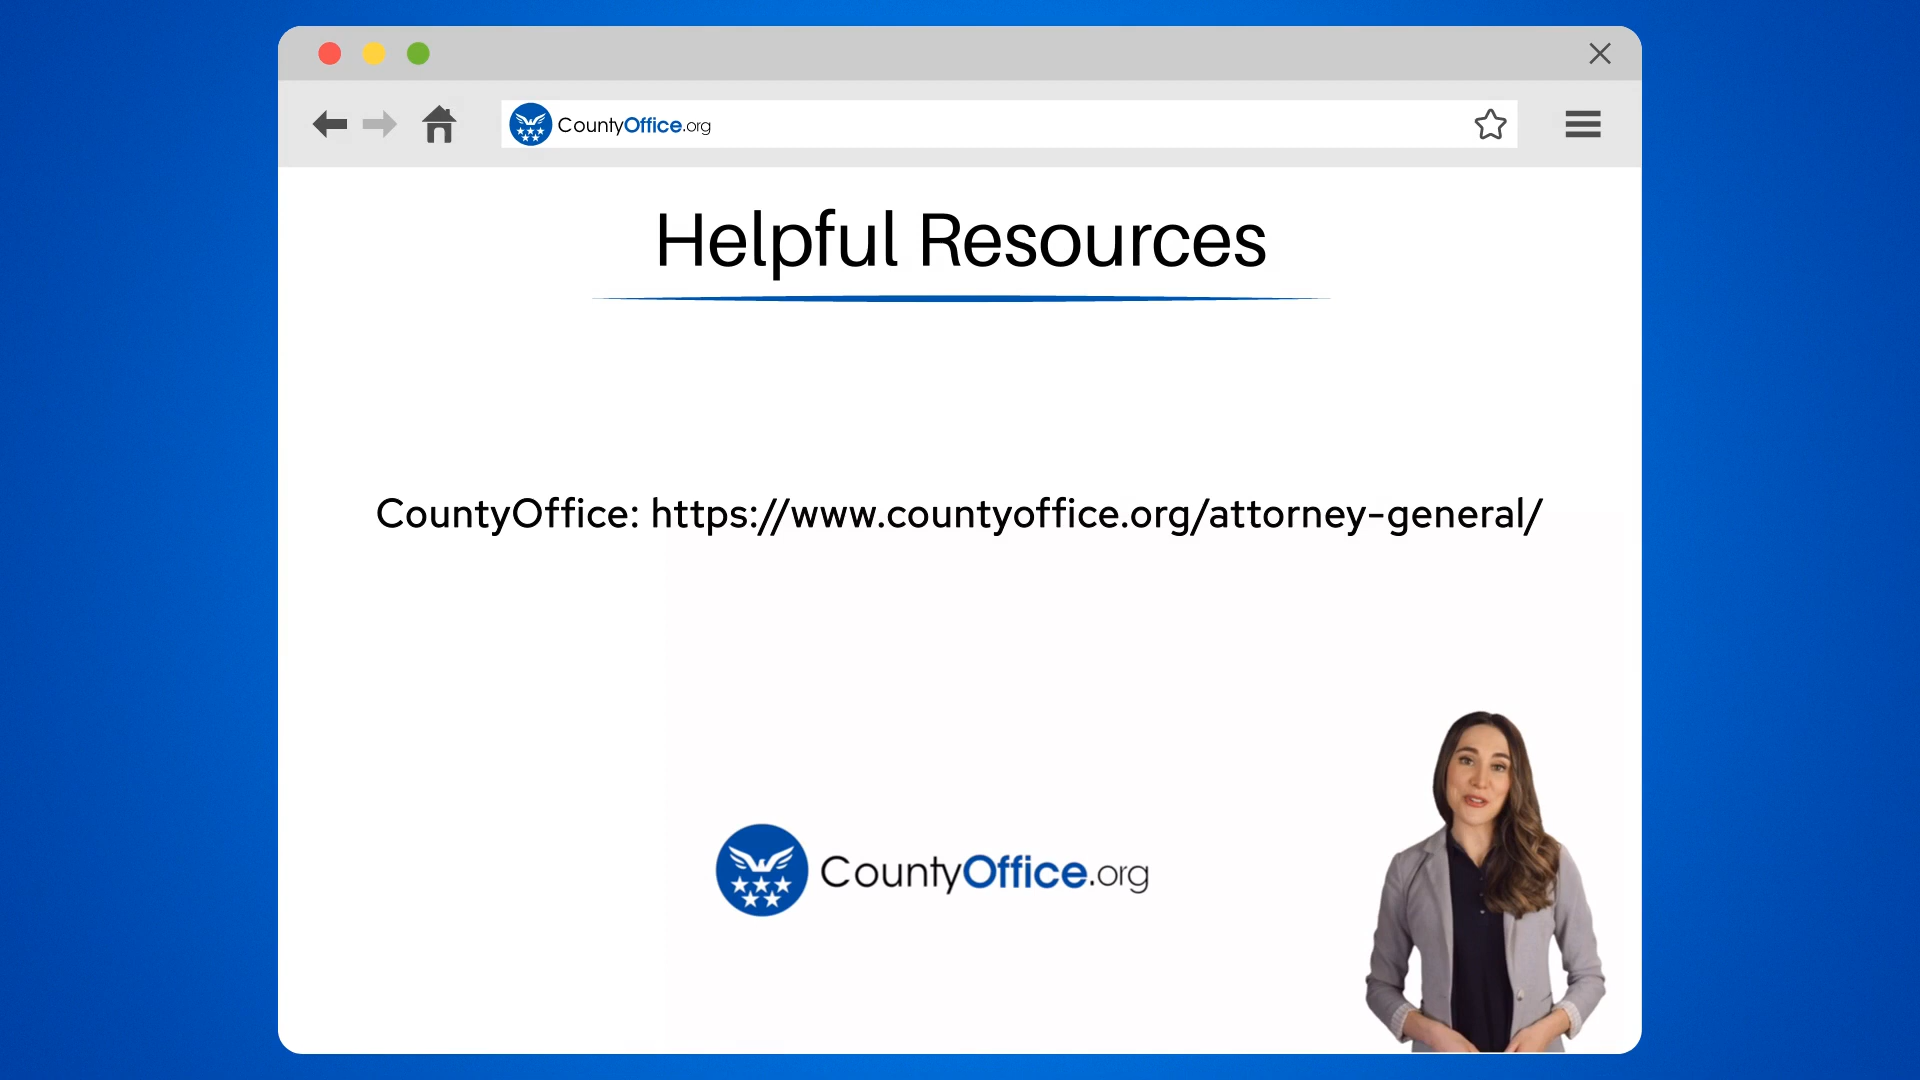 CountyOffice.org
Helpful Resources
CountyOffice: https://www.countyoffice.org/attorney-general/
CountyOffice.org